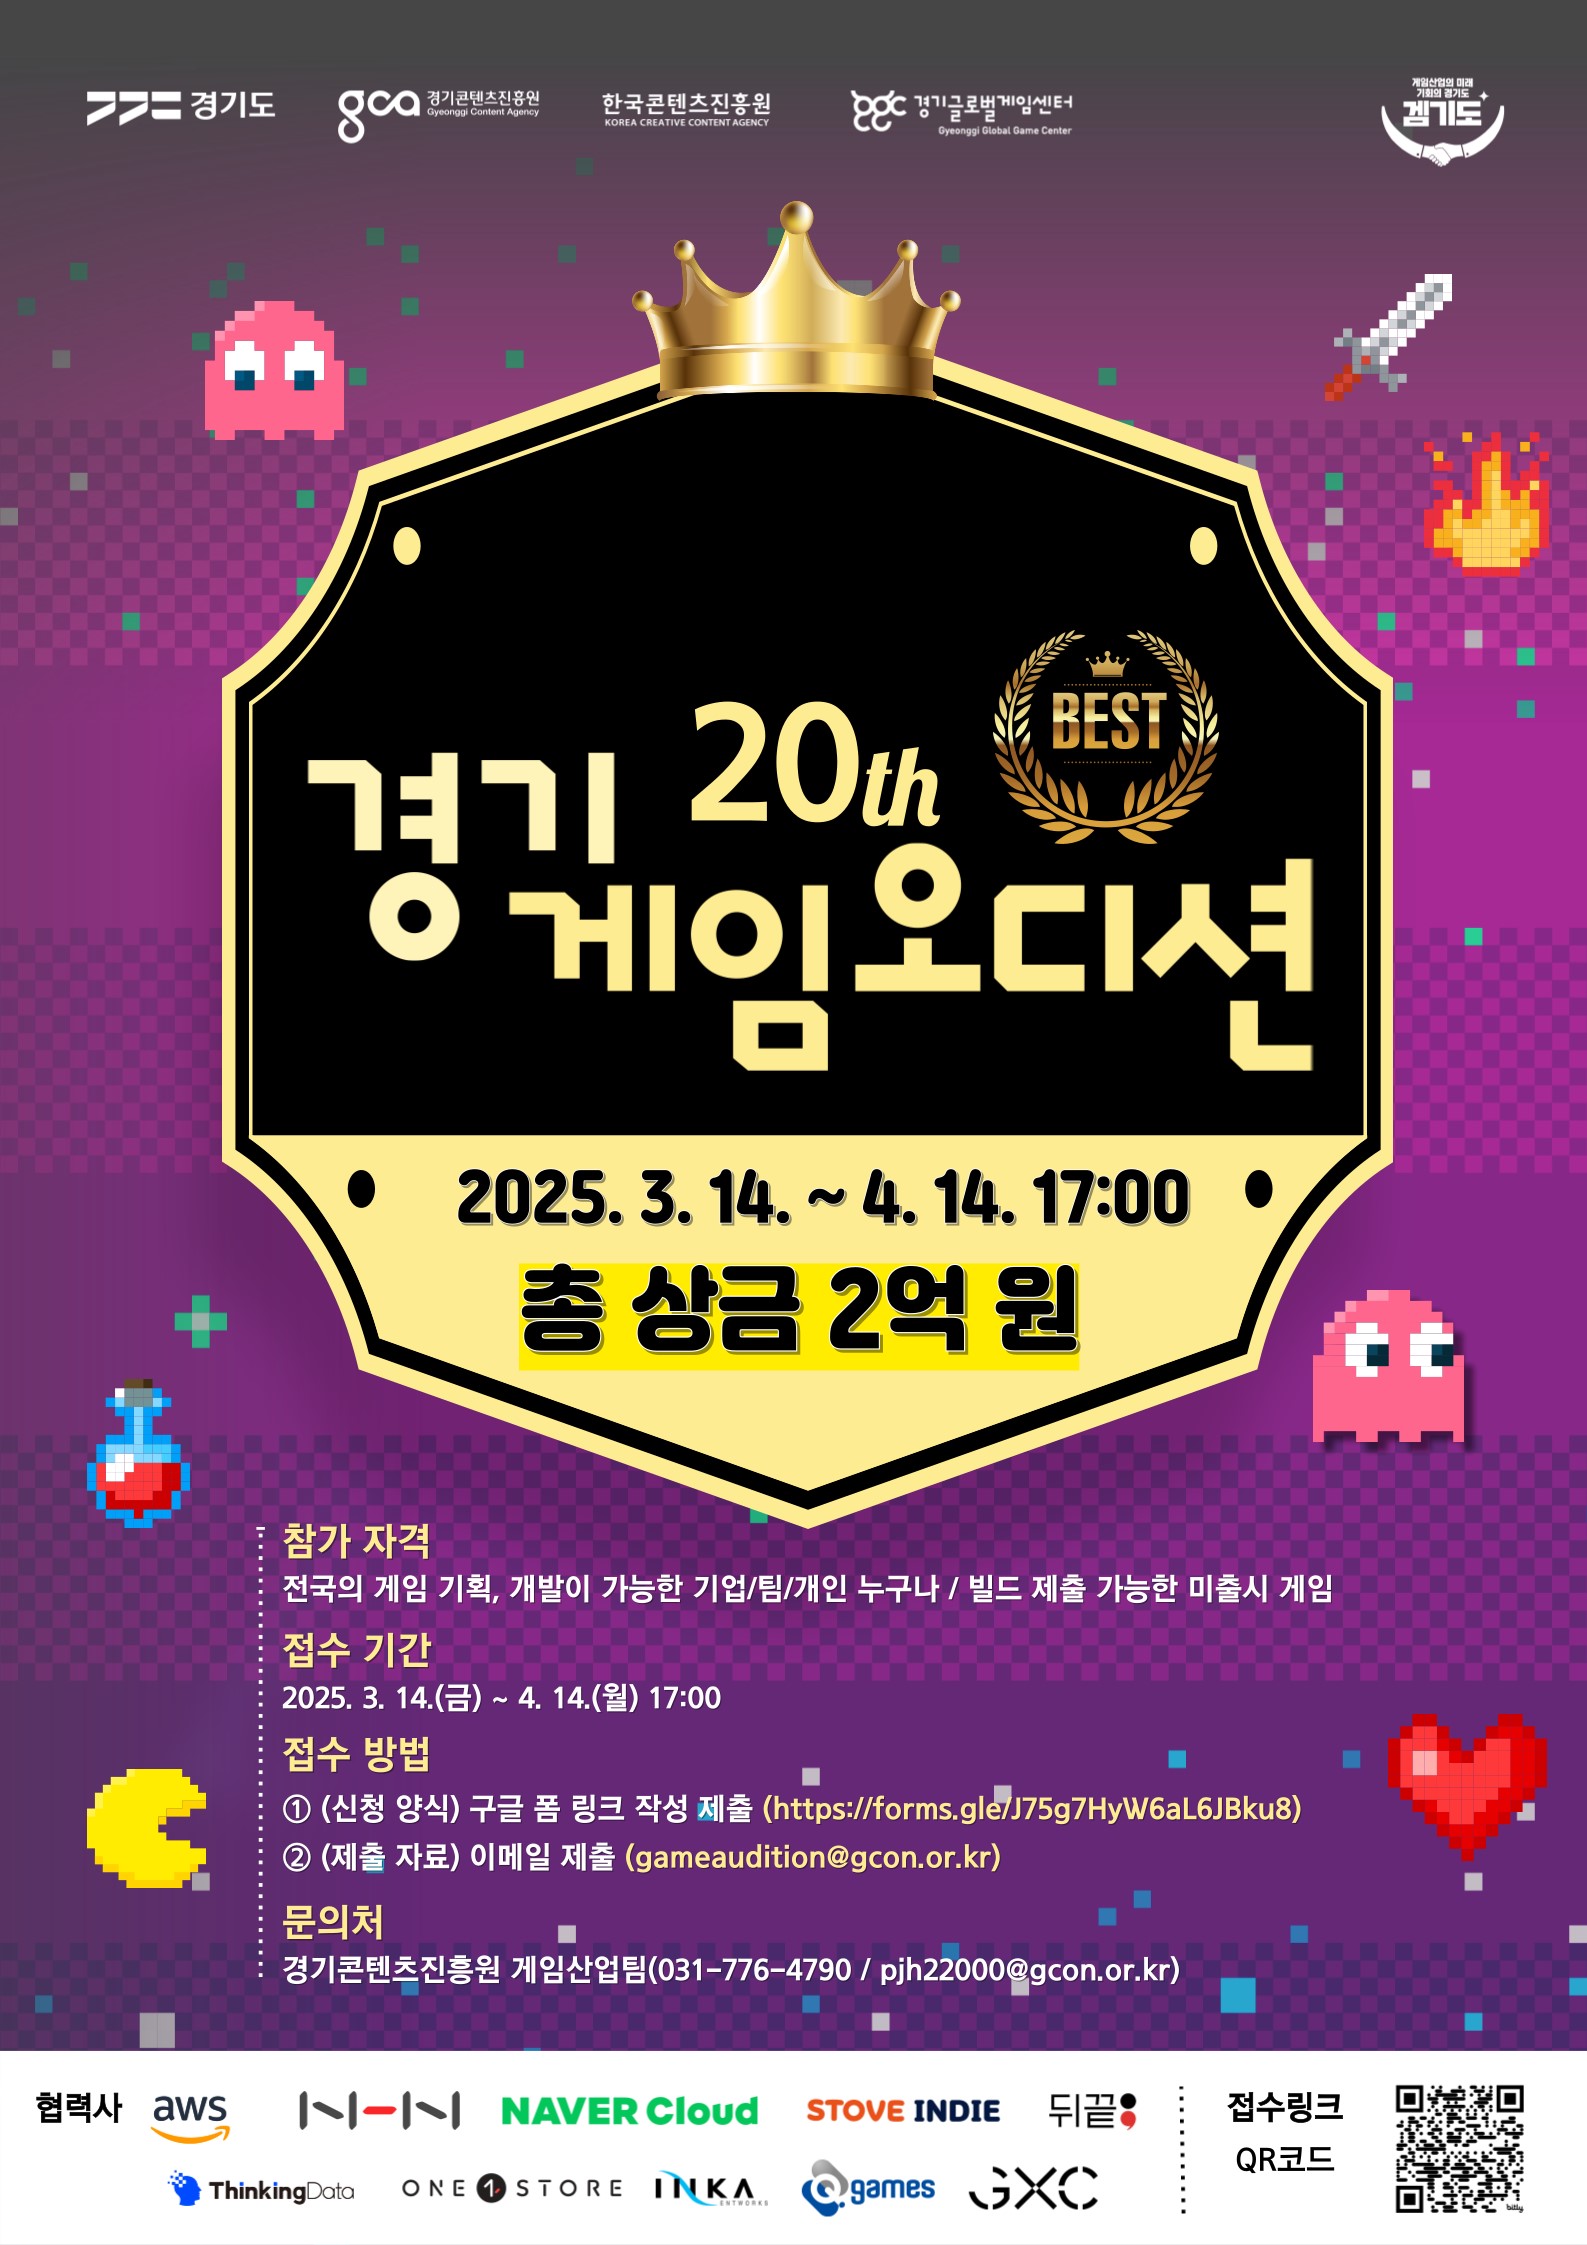 경기도
gca 경기콘텐츠진흥원
Gyeonggi Content Agency
한국콘텐츠진흥원
KOREA CREATIVE CONTENT AGENCY
ggc 경기글로벌게임센터
Gyeonggi Global Game Center
게임산업의 미래
기회의 경기도
겜기도
BEST
20th
경기
게임오디션
2025. 3. 14. ~ 4. 14. 17:00
총 상금 2억 원
참가 자격
전국의 게임 기획, 개발이 가능한 기업/팀/개인 누구나 / 빌드 제출 가능한 미출시 게임
접수 기간
2025. 3. 14.(금) ~ 4. 14.(월) 17:00
접수 방법
① (신청 양식) 구글 폼 링크 작성 제출 (https://forms.gle/J75g7HyW6aL6JBku8)
② (제출 자료) 이메일 제출 (gameaudition@gcon.or.kr)
문의처
경기콘텐츠진흥원 게임산업팀(031-776-4790 / pjh22000@gcon.or.kr)
협력사
aws
NHN
NAVER Cloud
STOVE INDIE
뒤끝
ThinkingData
ONE 1 STORE
INKA
ENTWORKS
games
GXC
접수링크
QR코드
bitly